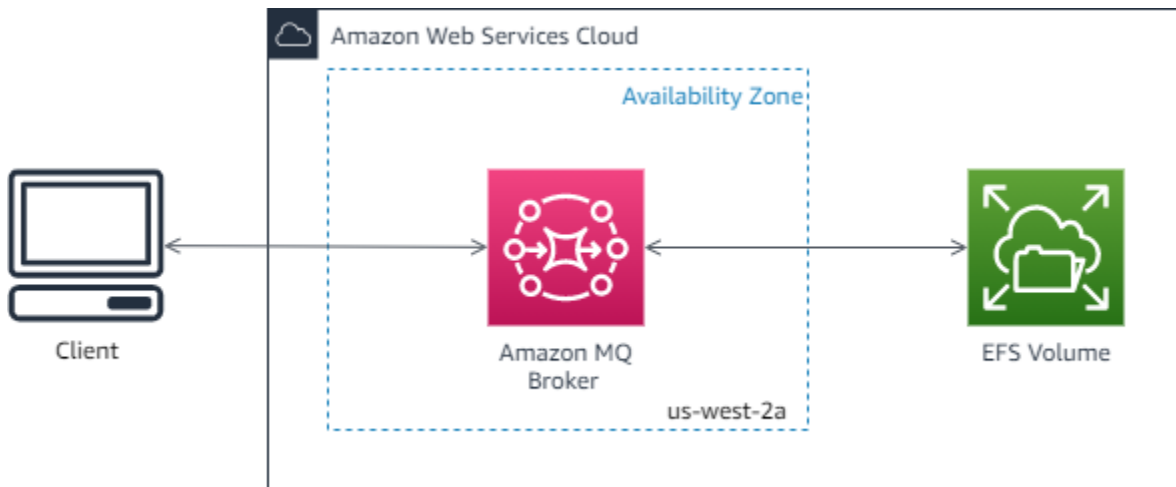 Amazon Web Services Cloud
Availability Zone
Client
Amazon MQ
Broker
EFS Volume
us-west-2a